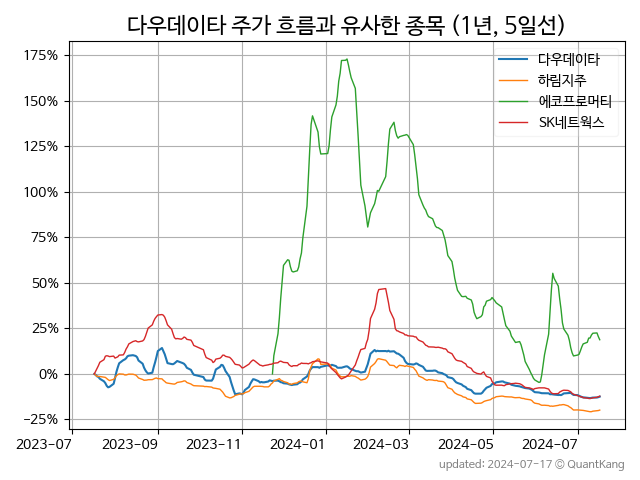 다우데이타 주가 흐름과 유사한 종목 (1년, 5일선)
175%
150%
125%
100%
75%
50%
25%
0%
−25%
다우데이타
하림지주
에코프로머티
SK네트웍스
2023-07
2023-09
2023-11
2024-01
2024-03
2024-05
2024-07
updated: 2024-07-17 © QuantKang